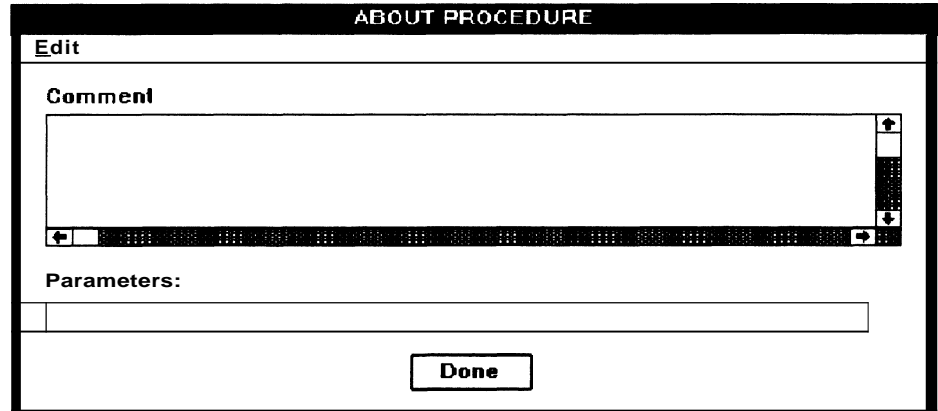 ABOUT PROCEDURE
Edit
Comment
Parameters:
Done